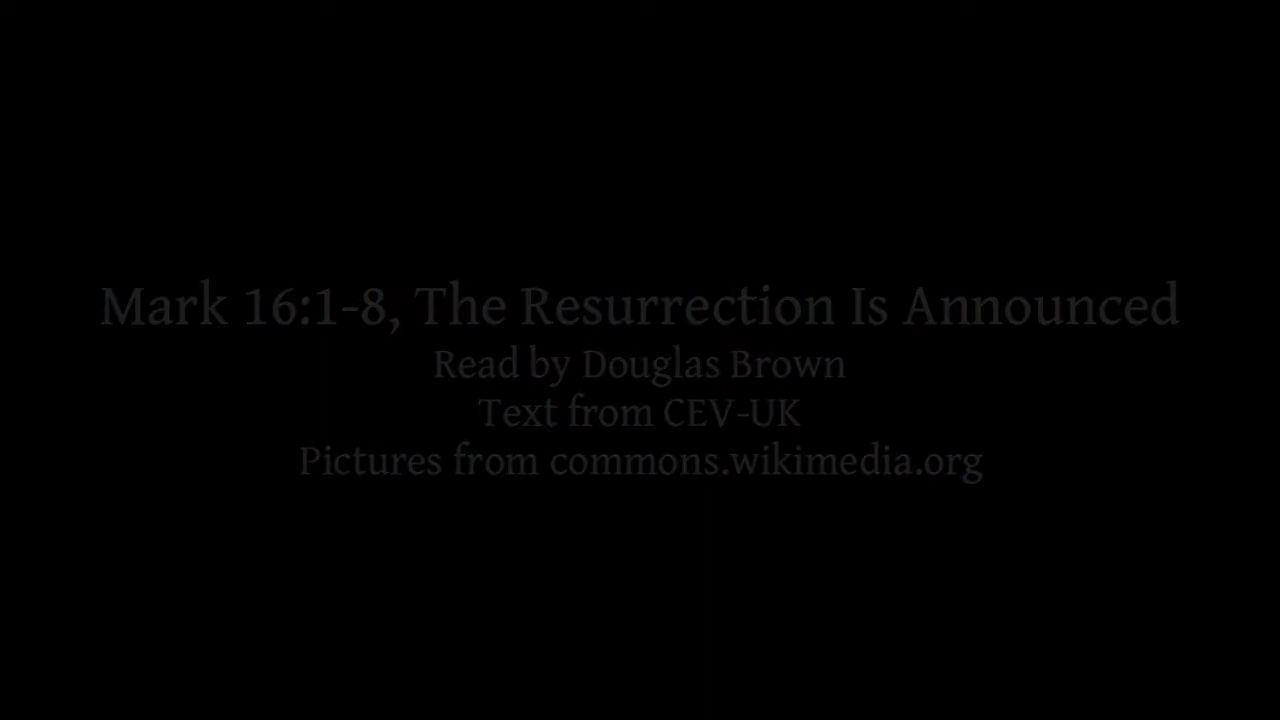 Mark 16:1-8, The Resurrection Is Announced
Read by Douglas Brown
Text from CEV-UK
Pictures from commons.wikimedia.org